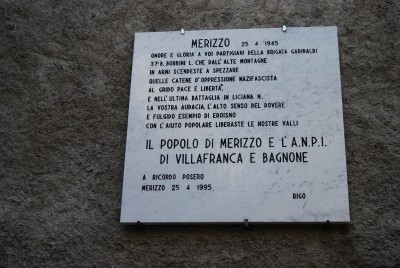 MERIZZO 25 4 1945
ONORE E GLORIA A VOI PARTIGIANI DELLA BRIGATA GARIBALDI
37ª B. BORRINI L. CHE DALL'ALTE MONTAGNE
IN ARMI SCENDESTE A SPEZZARE
QUELLE CATENE D'OPPRESSIONE NAZIFASCISTA
AL GRIDO PACE E LIBERTÀ,
E NELL'ULTIMA BATTAGLIA IN LICIANA N.
LA VOSTRA AUDACIA, L'ALTO SENSO DEL DOVERE
E FULGIDO ESEMPIO DI EROISMO
CON L'AIUTO POPOLARE LIBERASTE LE NOSTRE VALLI
IL POPOLO DI MERIZZO E L'A.N.P.I.
DI VILLAFRANCA E BAGNONE
A RICORDO POSERO
MERIZZO 25 4 1995
RIGO